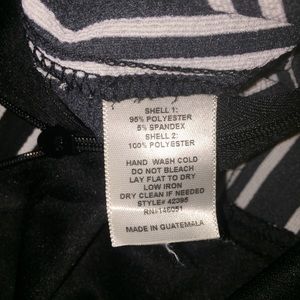 SHELL 1:
95% POLYESTER
5% SPANDEX
SHELL 2:
100% POLYESTER
HAND WASH COLD
DO NOT BLEACH
LAY FLAT TO DRY
LOW IRON
DRY CLEAN IF NEEDED
STYLE# 42395
RN# 146051
MADE IN GUATEMALA